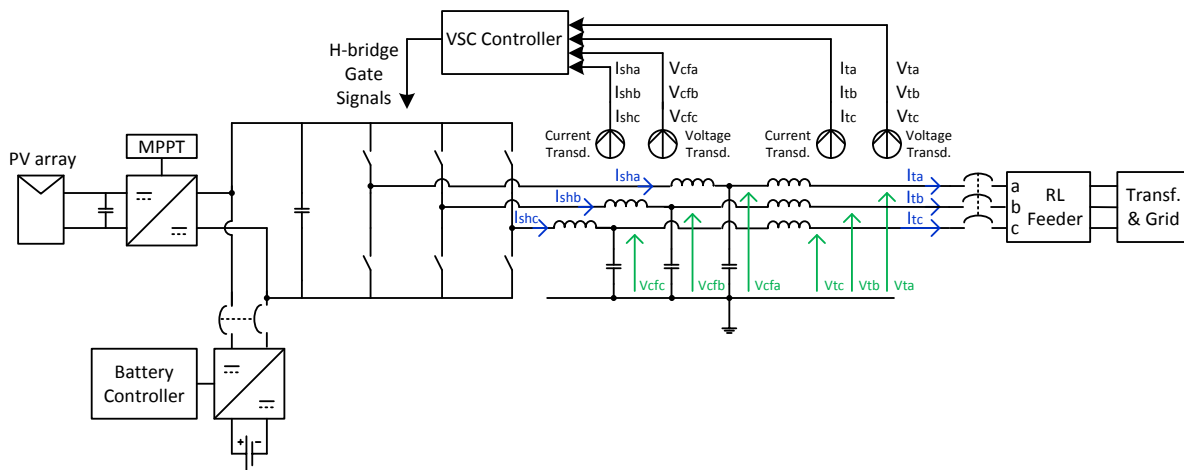 VSC Controller
H-bridge
Gate
Signals
Isha
Ishb
Ishc
Vcfa
Vcfb
Vcfc
Ita
Itb
Itc
Vta
Vtb
Vtc
Current
Transd.
Voltage
Transd.
Current
Transd.
Voltage
Transd.
PV array
MPPT
Isha
Ishb
Ishc
Ita
Itb
Itc
a
b
c
RL
Feeder
Transf.
& Grid
Vcfc
Vcfb
Vcfa
Vtc
Vtb
Vta
Battery
Controller
+
-